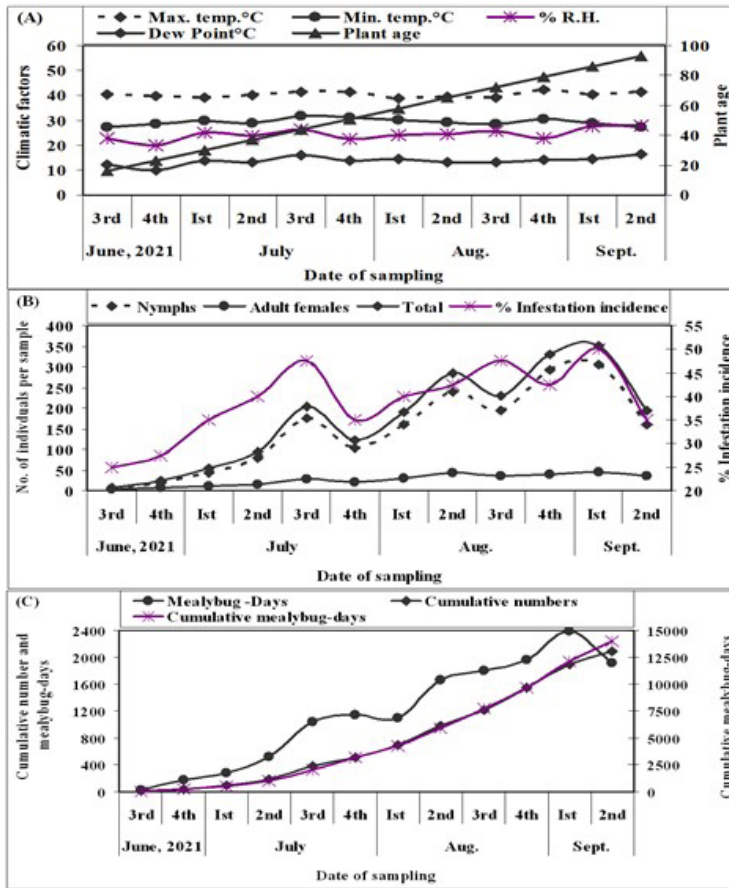 (A)
Max. temp.°C Min. temp.°C % R.H.
Dew Point°C Plant age
Climatic factors
60
50
40
30
20
10
0
100
80
60
40
20
0
Plant age
3rd 4th Ist 2nd 3rd 4th Ist 2nd 3rd 4th Ist 2nd
June, 2021 July Aug. Sept.
Date of sampling
(B)
Nymphs Adult females Total % Infestation incidence
No. of indivduals per sample
400
350
300
250
200
150
100
50
0
55
50
45
40
35
30
25
20
% Infestation incidence
3rd 4th Ist 2nd 3rd 4th Ist 2nd 3rd 4th Ist 2nd
June, 2021 July Aug. Sept.
Date of sampling
(C)
Mealybug -Days Cumulative numbers
Cumulative mealybug-days
Cumulative number and
mealybug-days
2400
2000
1600
1200
800
400
0
15000
12500
10000
7500
5000
2500
0
Cumulative mealybug-days
3rd 4th Ist 2nd 3rd 4th Ist 2nd 3rd 4th Ist 2nd
June, 2021 July Aug. Sept.
Date of sampling